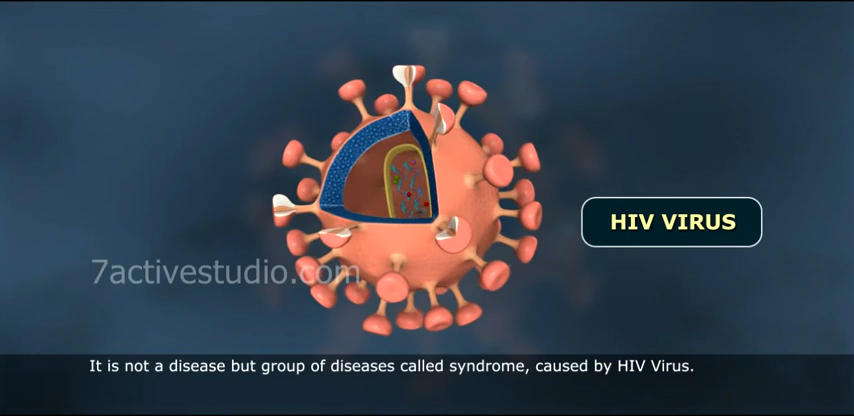 HIV VIRUS
7activestudio.com
It is not a disease but group of diseases called syndrome, caused by HIV Virus.